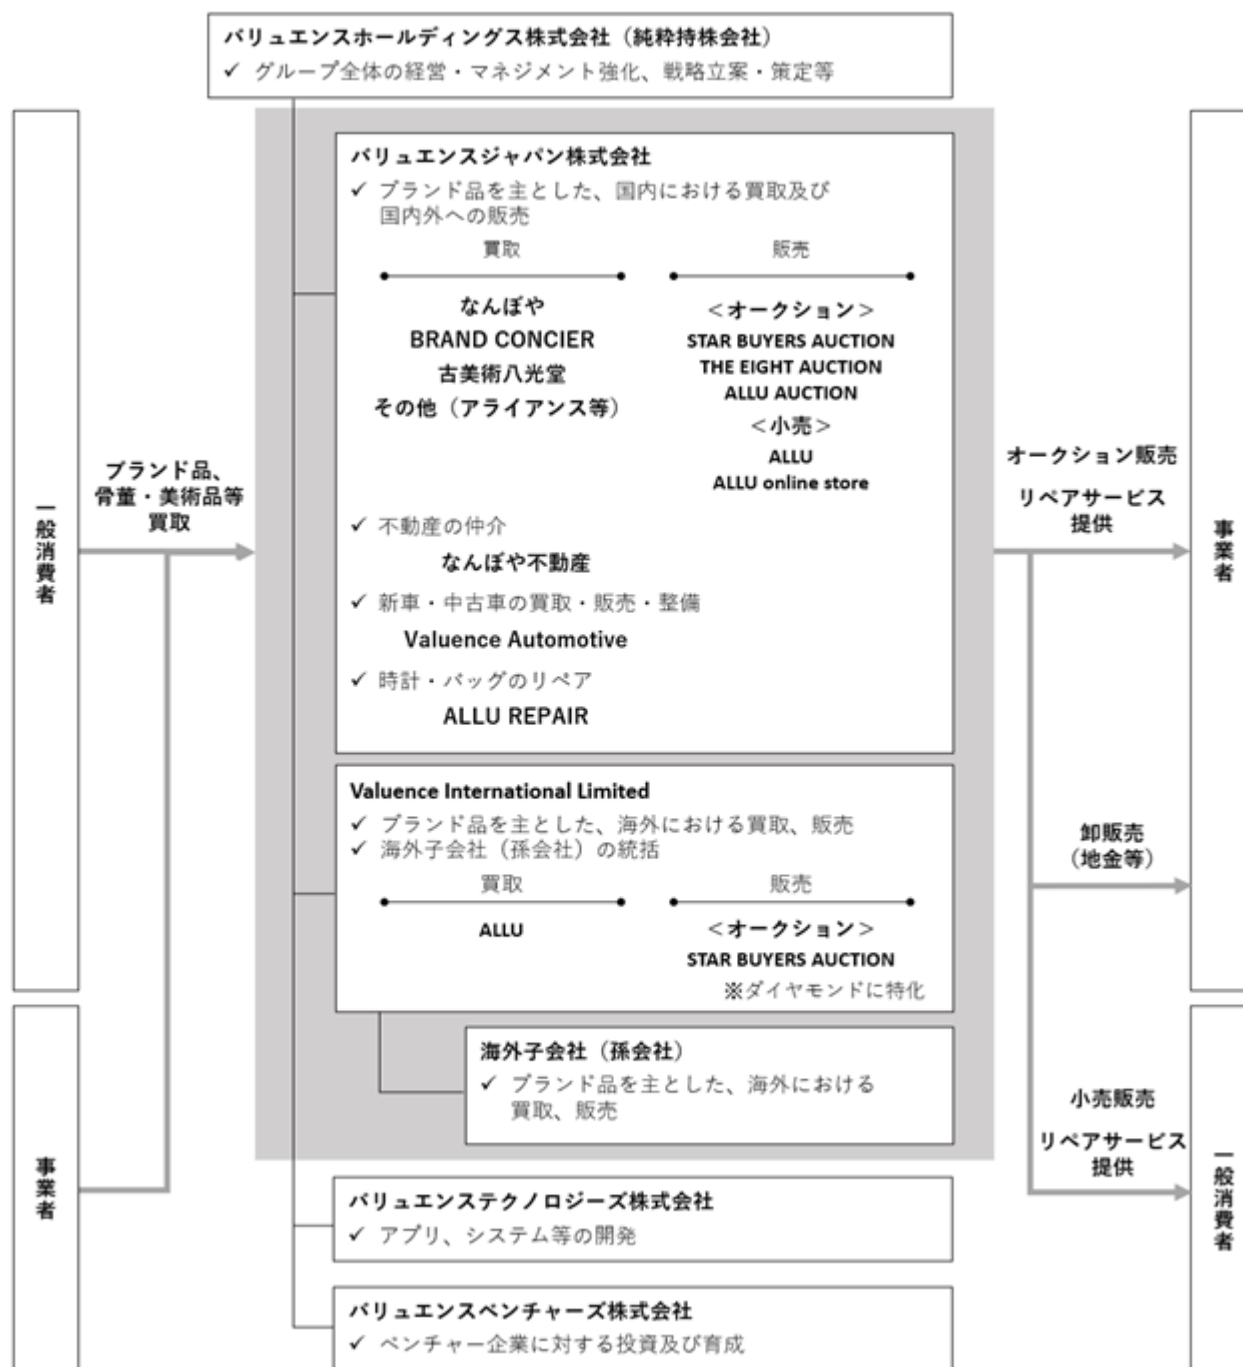 バリュエンスホールディングス株式会社（純粋持株会社）
✓ グループ全体の経営・マネジメント強化、戦略立案・策定等
一般消費者
事業者
ブランド品、
骨董・美術品等
買取
バリュエンスジャパン株式会社
✓ ブランド品を主とした、国内における買取及び
国内外への販売
買取
なんぼや
BRAND CONCIER
古美術八光堂
その他（アライアンス等）
販売
＜オークション＞
STAR BUYERS AUCTION
THE EIGHT AUCTION
ALLU AUCTION
＜小売＞
ALLU
ALLU online store
✓ 不動産の仲介
なんぼや不動産
✓ 新車・中古車の買取・販売・整備
Valuence Automotive
✓ 時計・バッグのリペア
ALLU REPAIR
Valuence International Limited
✓ ブランド品を主とした、海外における買取、販売
✓ 海外子会社（孫会社）の統括
買取
ALLU
販売
＜オークション＞
STAR BUYERS AUCTION
※ダイヤモンドに特化
海外子会社（孫会社）
✓ ブランド品を主とした、海外における
買取、販売
バリュエンステクノロジーズ株式会社
✓ アプリ、システム等の開発
バリュエンスベンチャーズ株式会社
✓ ベンチャー企業に対する投資及び育成
オークション販売
リペアサービス
提供
卸販売
（地金等）
小売販売
リペアサービス
提供
事業者
一般消費者